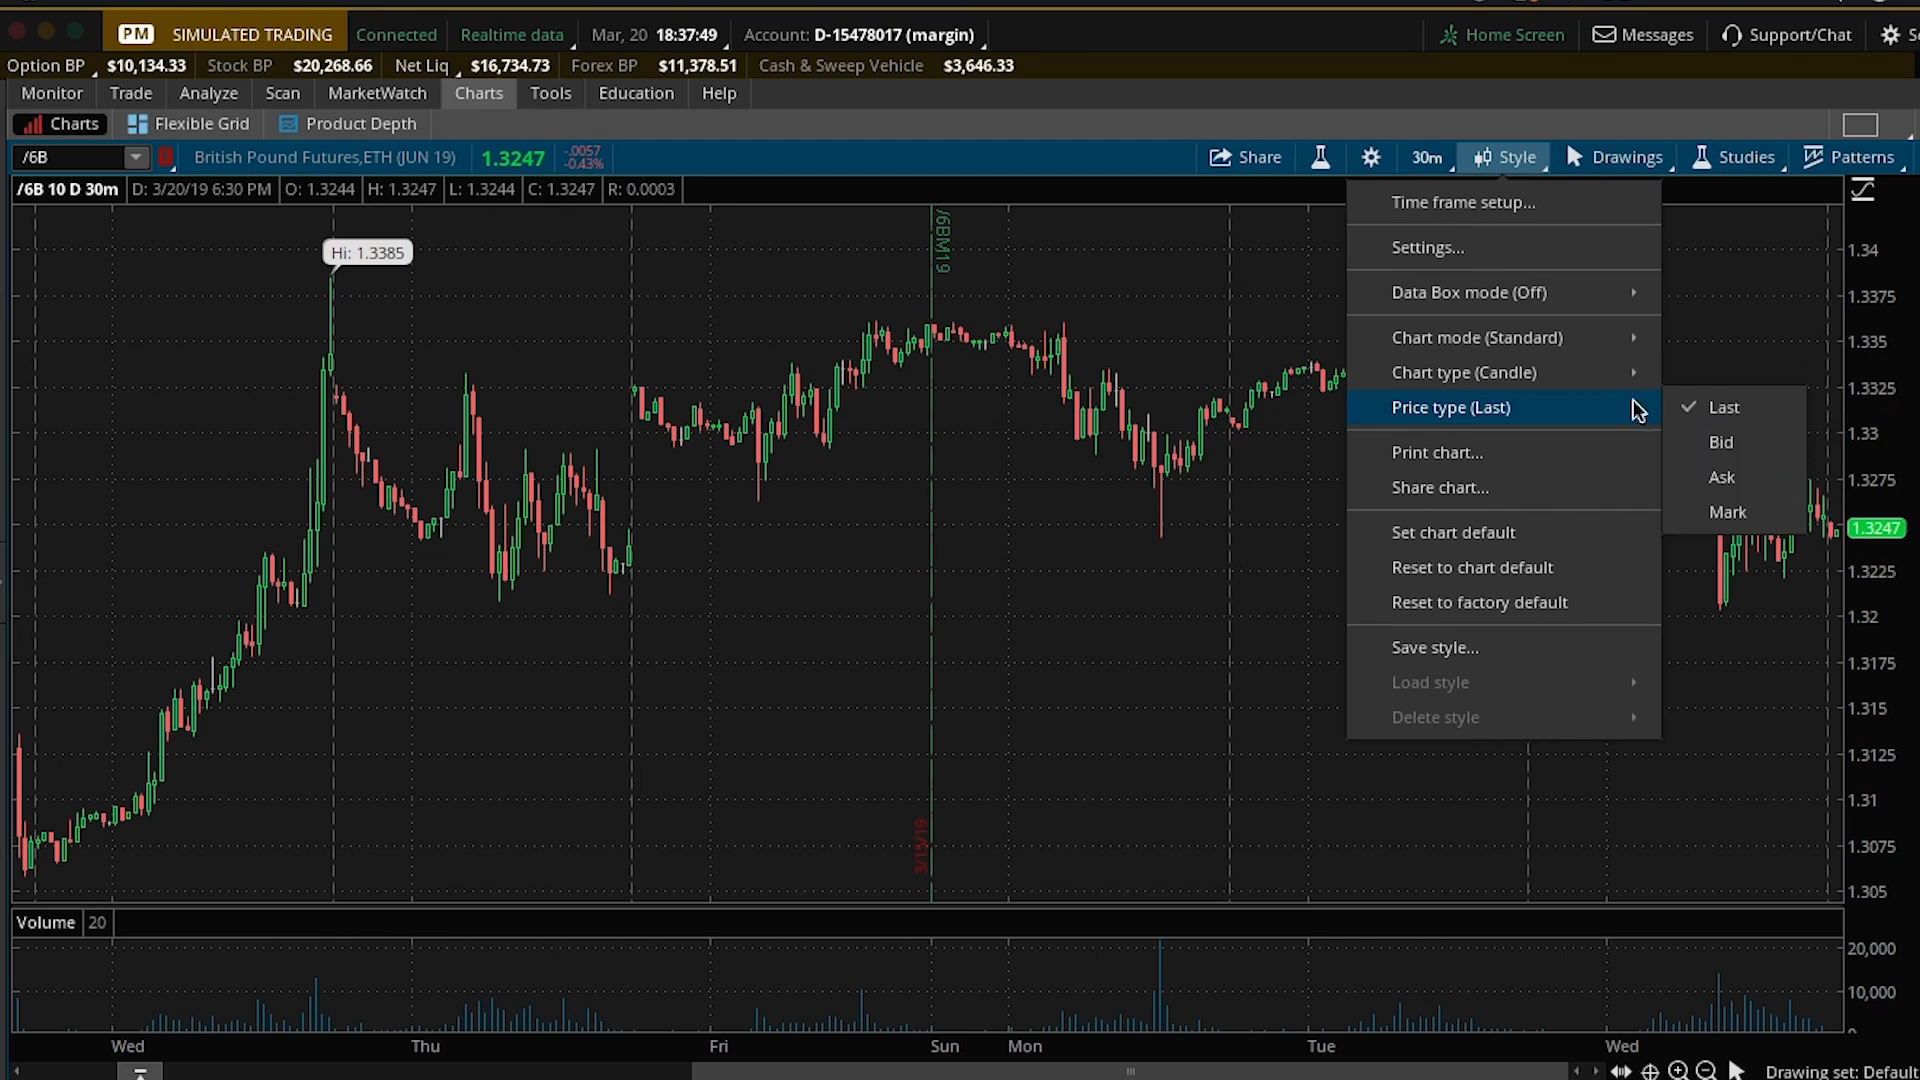 PM SIMULATED TRADING Connected Realtime data Mar, 20 18:37:49 Account: D-15478017 (margin) Home Screen Messages Support/Chat
Option BP $10,134.33 Stock BP $20,268.66 Net Liq $16,734.73 Forex BP $11,378.51 Cash & Sweep Vehicle $3,646.33
Monitor Trade Analyze Scan MarketWatch Charts Tools Education Help
Charts Flexible Grid Product Depth
/6B British Pound Futures,ETH (JUN 19) 1.3247 -.0057 -0.43% Share 30m Style Drawings Studies Patterns
/6B 10 D 30m D: 3/20/19 6:30 PM O: 1.3244 H: 1.3247 L: 1.3244 C: 1.3247 R: 0.0003
Time frame setup...
Settings...
Data Box mode (Off)
Chart mode (Standard)
Chart type (Candle)
Price type (Last)
Print chart...
Share chart...
Set chart default
Reset to chart default
Reset to factory default
Save style...
Load style
Delete style
Last
Bid
Ask
Mark
Hi: 1.3385
/6BM19
3/15/19
1.34
1.3375
1.335
1.3325
1.33
1.3275
1.3247
1.3225
1.32
1.3175
1.315
1.3125
1.31
1.3075
1.305
Volume 20
20,000
10,000
Wed Thu Fri Sun Mon Tue Wed
Drawing set: Default